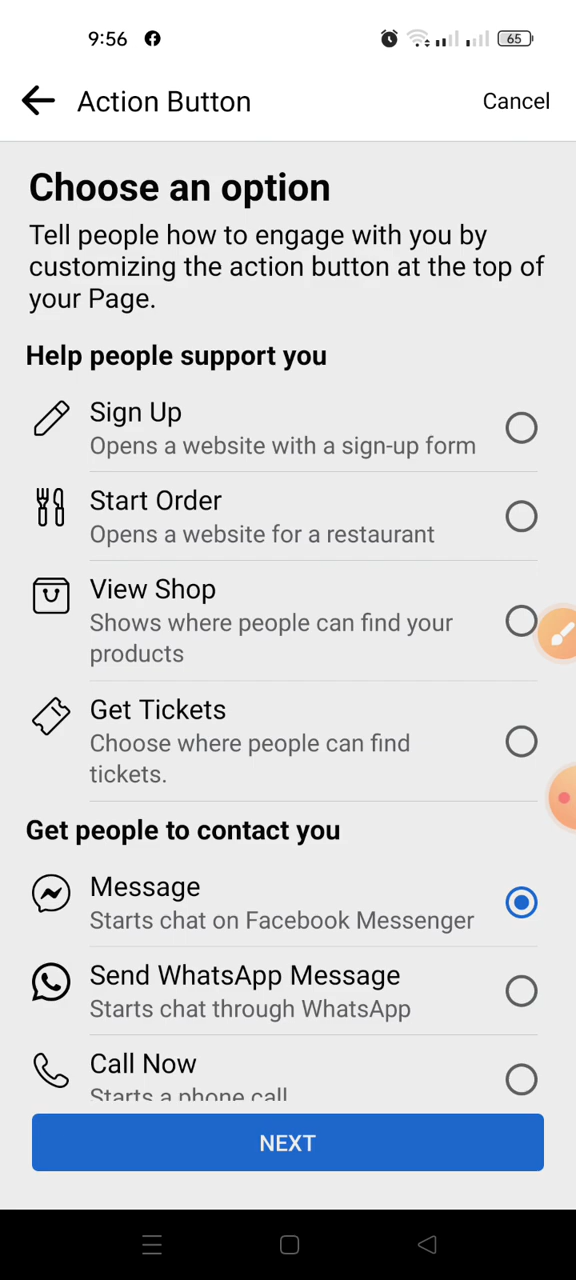 9:56
65
Action Button
Cancel
Choose an option
Tell people how to engage with you by
customizing the action button at the top of
your Page.
Help people support you
Sign Up
Opens a website with a sign-up form
Start Order
Opens a website for a restaurant
View Shop
Shows where people can find your
products
Get Tickets
Choose where people can find
tickets.
Get people to contact you
Message
Starts chat on Facebook Messenger
Send WhatsApp Message
Starts chat through WhatsApp
Call Now
Starts a phone call
NEXT